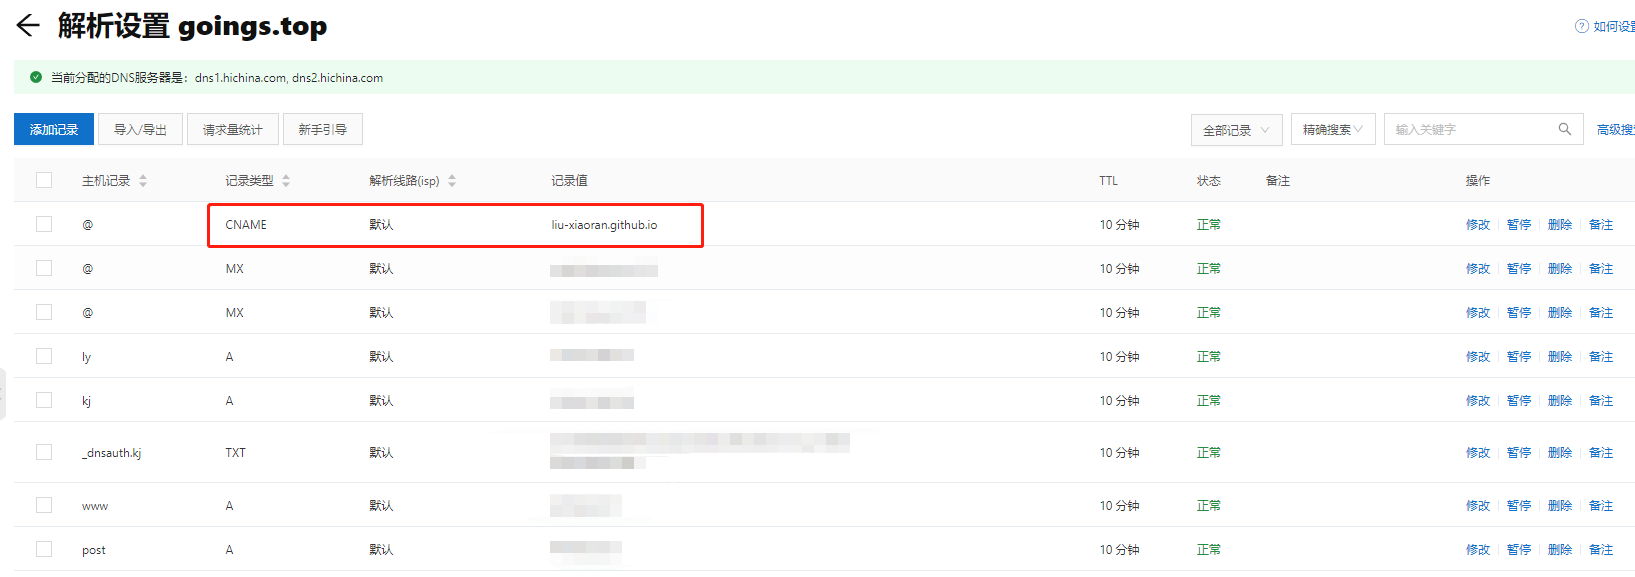 解析设置 goings.top
如何设置
当前分配的DNS服务器是：dns1.hichina.com, dns2.hichina.com
添加记录 导入/导出 请求量统计 新手引导 全部记录 精确搜索 输入关键字 高级搜
主机记录 记录类型 解析线路(isp) 记录值 TTL 状态 备注 操作
@ CNAME 默认 liu-xiaoran.github.io 10 分钟 正常 修改 暂停 删除 备注
@ MX 默认 10 分钟 正常 修改 暂停 删除 备注
@ MX 默认 10 分钟 正常 修改 暂停 删除 备注
ly A 默认 10 分钟 正常 修改 暂停 删除 备注
kj A 默认 10 分钟 正常 修改 暂停 删除 备注
_dnsauth.kj TXT 默认 10 分钟 正常 修改 暂停 删除 备注
www A 默认 10 分钟 正常 修改 暂停 删除 备注
post A 默认 10 分钟 正常 修改 暂停 删除 备注